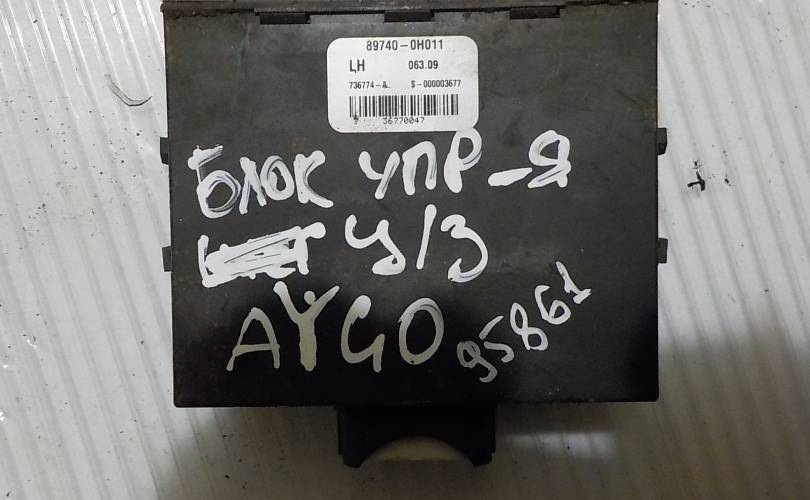 89740-0H011
LH 063.09
736774-A S-000003677
36770047
БЛОК УПР-Я
У/З
AYGO 95861